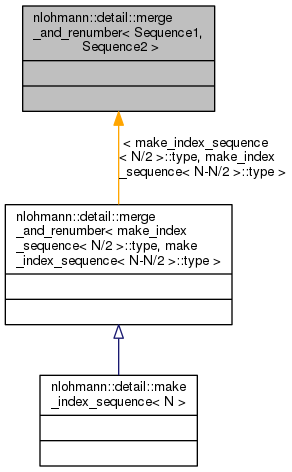 nlohmann::detail::merge
_and_renumber< Sequence1,
Sequence2 >
< make_index_sequence
< N/2 >::type, make_index
_sequence< N-N/2 >::type >
nlohmann::detail::merge
_and_renumber< make_index
_sequence< N/2 >::type, make
_index_sequence< N-N/2 >::type >
nlohmann::detail::make
_index_sequence< N >